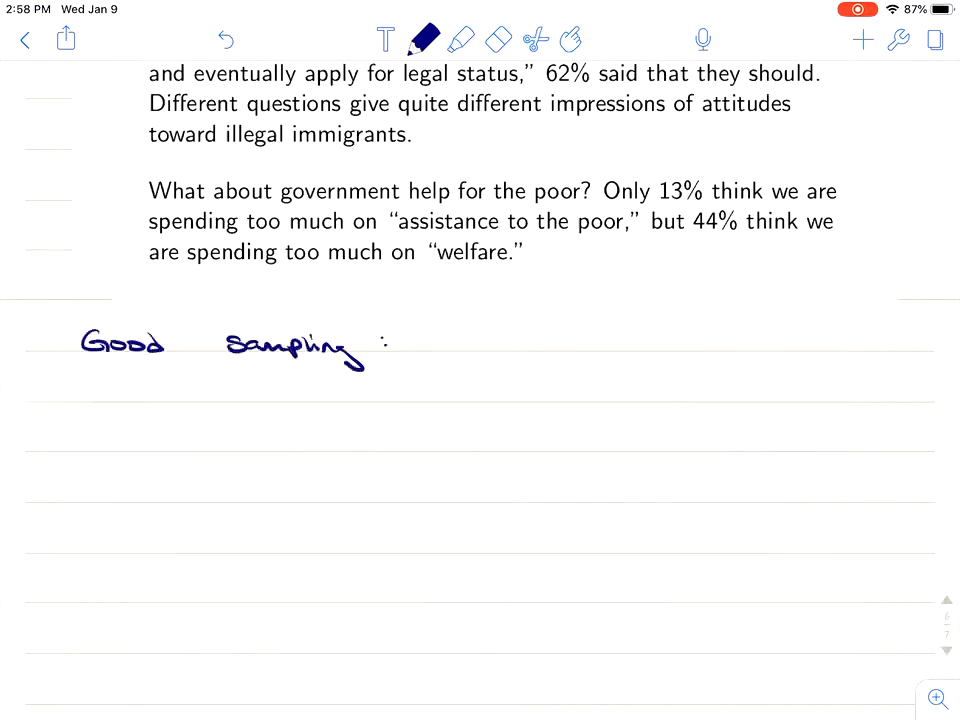 2:58 PM Wed Jan 9
87%
T
and eventually apply for legal status,” 62% said that they should.
Different questions give quite different impressions of attitudes
toward illegal immigrants.
What about government help for the poor? Only 13% think we are
spending too much on “assistance to the poor,” but 44% think we
are spending too much on “welfare.”
Good sampling :
6
7